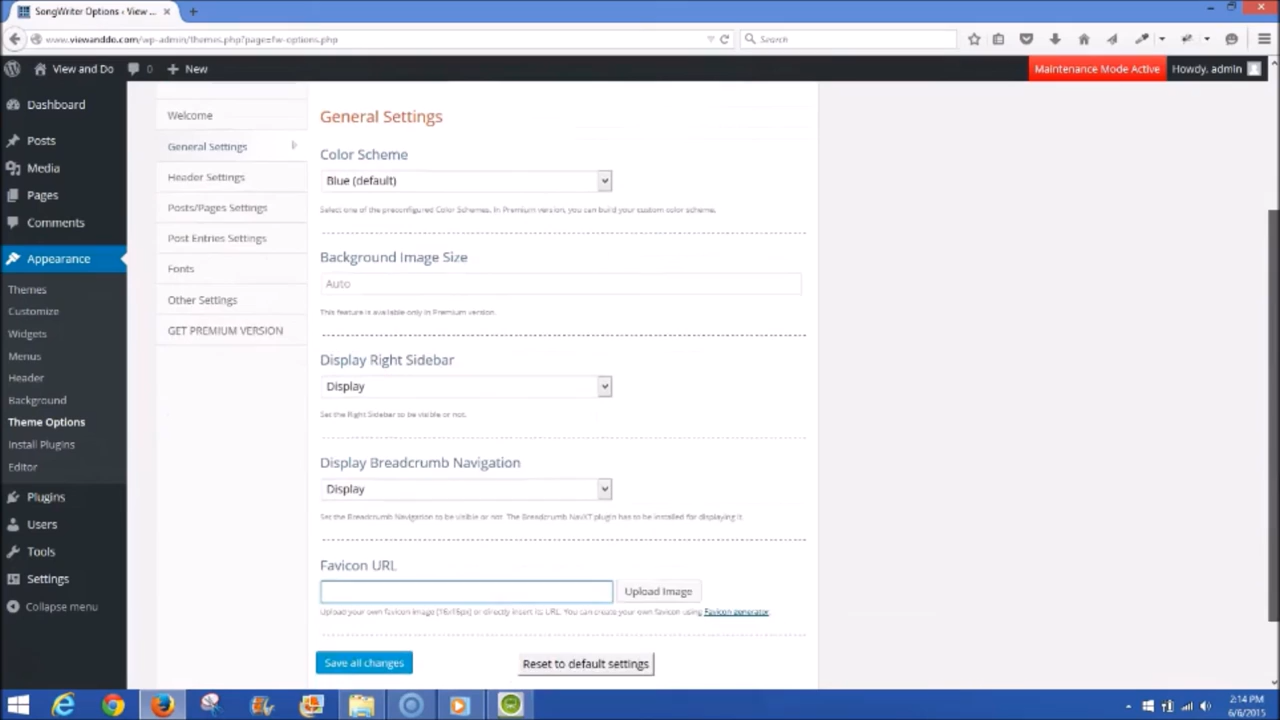 SongWriter Options ‹ View ...
www.viewanddo.com/wp-admin/themes.php?page=fw-options.php
Search
View and Do
0
New
Maintenance Mode Active
Howdy, admin
Dashboard
Posts
Media
Pages
Comments
Appearance
Themes
Customize
Widgets
Menus
Header
Background
Theme Options
Install Plugins
Editor
Plugins
Users
Tools
Settings
Collapse menu
Welcome
General Settings
Header Settings
Posts/Pages Settings
Post Entries Settings
Fonts
Other Settings
GET PREMIUM VERSION
General Settings
Color Scheme
Blue (default)
Select one of the preconfigured Color Schemes. In Premium version, you can build your custom color scheme.
Background Image Size
Auto
This feature is available only in Premium version.
Display Right Sidebar
Display
Set the Right Sidebar to be visible or not.
Display Breadcrumb Navigation
Display
Set the Breadcrumb Navigation to be visible or not. The Breadcrumb NavXT plugin has to be installed for displaying it.
Favicon URL
Upload Image
Upload your own favicon image (16x16px) or directly insert its URL. You can create your own favicon using Favicon generator.
Save all changes
Reset to default settings
2:14 PM
6/6/2015